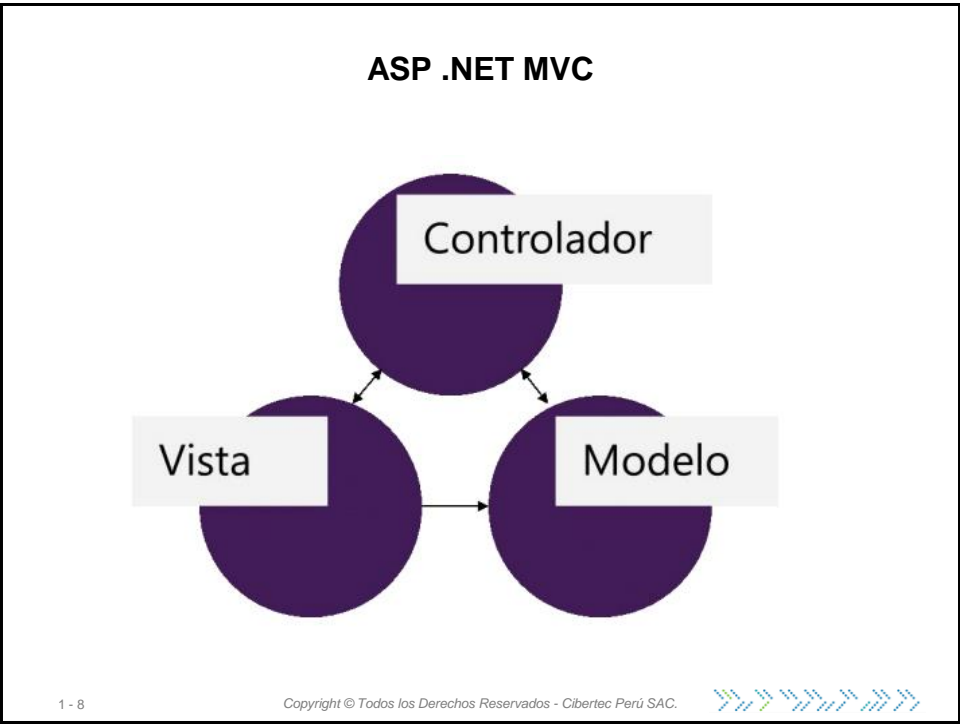 ASP .NET MVC
Controlador
Vista
Modelo
1 - 8
Copyright © Todos los Derechos Reservados - Cibertec Perú SAC.